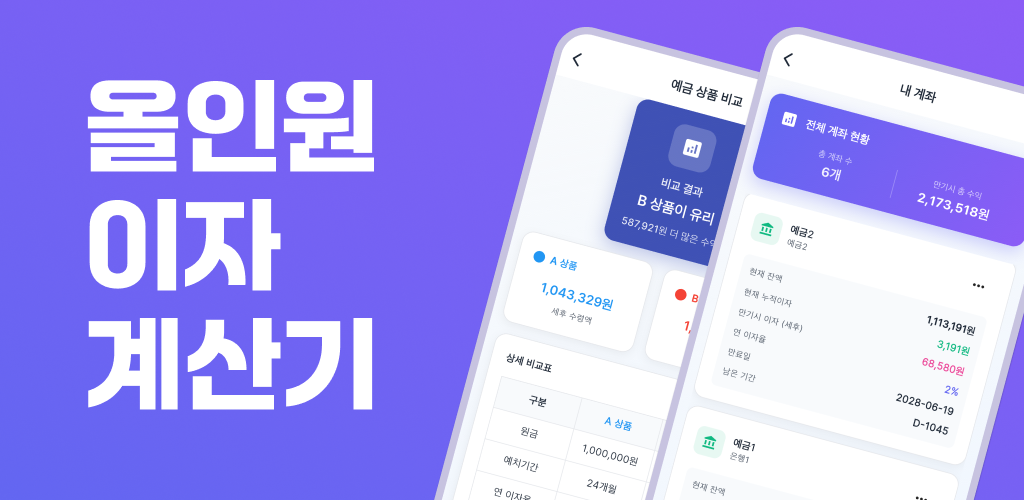 올인원
이자
계산기
예금 상품 비교
비교 결과
B 상품이 유리
587,921원 더 많은 수익
A 상품
1,043,329원
세후 수령액
B
1,
상세 비교표
구분
A 상품
원금
1,000,000원
예치기간
24개월
연 이자율
내 계좌
전체 계좌 현황
총 계좌 수
6개
만기시 총 수익
2,173,518원
예금2
예금2
현재 잔액
1,113,191원
현재 누적이자
3,191원
만기시 이자 (세후)
68,580원
연 이자율
2%
만료일
2028-06-19
남은 기간
D-1045
예금1
은행1
현재 잔액